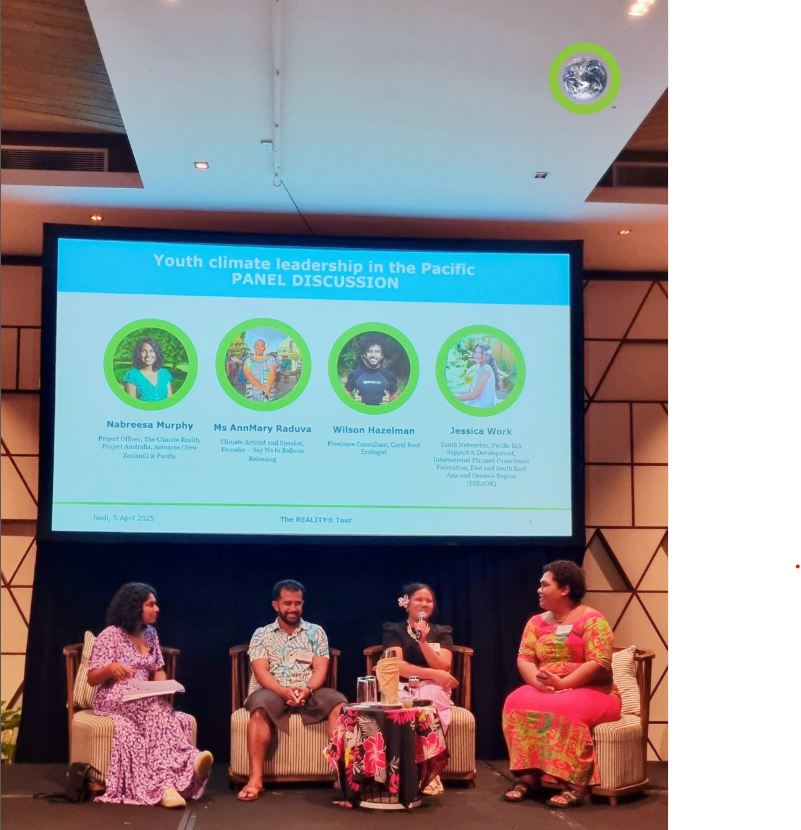 Youth climate leadership in the Pacific
PANEL DISCUSSION
Nabreesa Murphy
Project Officer, The Climate Reality
Project Australia, Aotearoa (New
Zealand) & Pacific
Ms AnnMary Raduva
Climate Activist and Speaker,
Founder – Say No to Balloon
Releasing
Wilson Hazelman
Freelance Consultant, Coral Reef
Ecologist
Jessica Work
Youth Networker, Pacific MA
Support & Development,
International Planned Parenthood
Federation, East and South East
Asia and Oceania Region
(ESEAOR)
Nadi, 5 April 2025
The REALITY® Tour